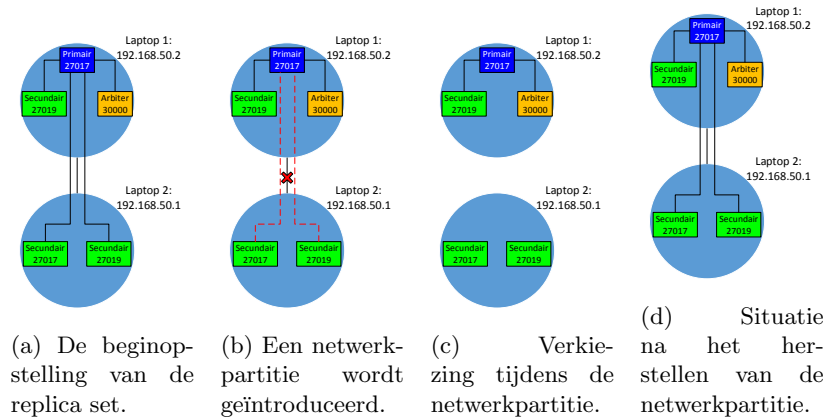 Laptop 1:
192.168.50.2
Primair
27017
Secundair
27019
Arbiter
30000
Laptop 2:
192.168.50.1
Secundair
27017
Secundair
27019
(a) De beginop-
stelling van de
replica set.
Laptop 1:
192.168.50.2
Primair
27017
Secundair
27019
Arbiter
30000
Laptop 2:
192.168.50.1
Secundair
27017
Secundair
27019
(b) Een netwerk-
partitie wordt
geïntroduceerd.
Laptop 1:
192.168.50.2
Primair
27017
Secundair
27019
Arbiter
30000
Laptop 2:
192.168.50.1
Secundair
27017
Secundair
27019
(c) Verkie-
zing tijdens de
netwerkpartitie.
Laptop 1:
192.168.50.2
Primair
27017
Secundair
27019
Arbiter
30000
Laptop 2:
192.168.50.1
Secundair
27017
Secundair
27019
(d) Situatie
na het her-
stellen van de
netwerkpartitie.